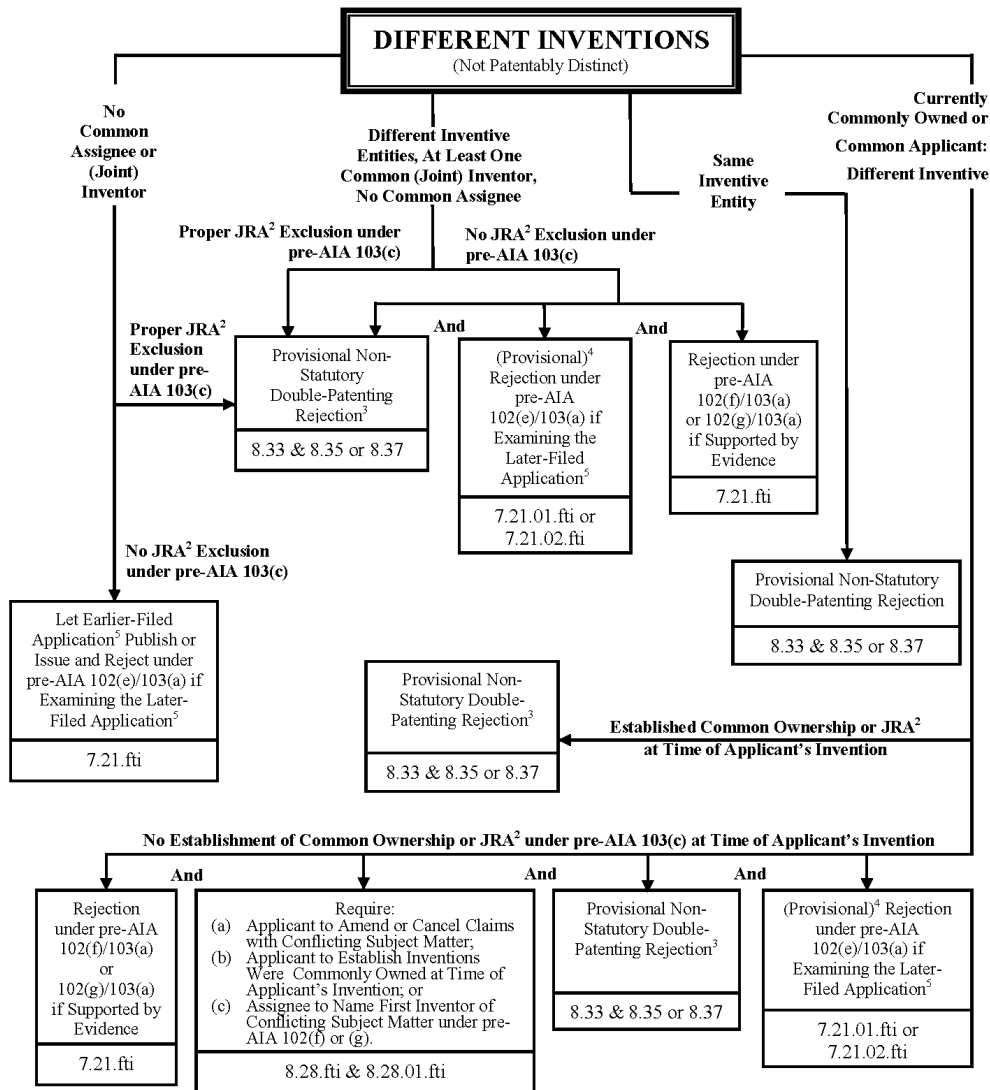 DIFFERENT INVENTIONS
(Not Patentably Distinct)
No
Common
Assignee or
(Joint)
Inventor
Different Inventive
Entities, At Least One
Common (Joint) Inventor,
No Common Assignee
Same
Inventive
Entity
Currently
Commonly Owned or
Common Applicant:
Different Inventive
Proper JRA² Exclusion under
pre-AIA 103(c)
No JRA² Exclusion under
pre-AIA 103(c)
Proper JRA²
Exclusion
under pre-
AIA 103(c)
And
And
Provisional Non-
Statutory
Double-Patenting
Rejection³
8.33 & 8.35 or 8.37
(Provisional)⁴
Rejection under
pre-AIA
102(e)/103(a) if
Examining the
Later-Filed
Application⁵
7.21.01.fti or
7.21.02.fti
Rejection under
pre-AIA
102(f)/103(a)
or 102(g)/103(a)
if Supported by
Evidence
7.21.fti
No JRA² Exclusion
under pre-AIA 103(c)
Let Earlier-Filed
Application⁵ Publish or
Issue and Reject under
pre-AIA 102(e)/103(a) if
Examining the Later-
Filed Application⁵
7.21.fti
Provisional Non-Statutory
Double-Patenting Rejection
8.33 & 8.35 or 8.37
Provisional Non-
Statutory Double-
Patenting Rejection³
8.33 & 8.35 or 8.37
Established Common Ownership or JRA²
at Time of Applicant's Invention
No Establishment of Common Ownership or JRA² under pre-AIA 103(c) at Time of Applicant's Invention
And
And
And
Rejection
under pre-AIA
102(f)/103(a)
or
102(g)/103(a)
if Supported by
Evidence
7.21.fti
Require:
(a) Applicant to Amend or Cancel Claims
with Conflicting Subject Matter;
(b) Applicant to Establish Inventions
Were Commonly Owned at Time of
Applicant's Invention; or
(c) Assignee to Name First Inventor of
Conflicting Subject Matter under pre-
AIA 102(f) or (g).
8.28.fti & 8.28.01.fti
Provisional Non-
Statutory Double-
Patenting Rejection³
8.33 & 8.35 or 8.37
(Provisional)⁴ Rejection
under pre-AIA
102(e)/103(a) if
Examining the Later-
Filed Application⁵
7.21.01.fti or
7.21.02.fti